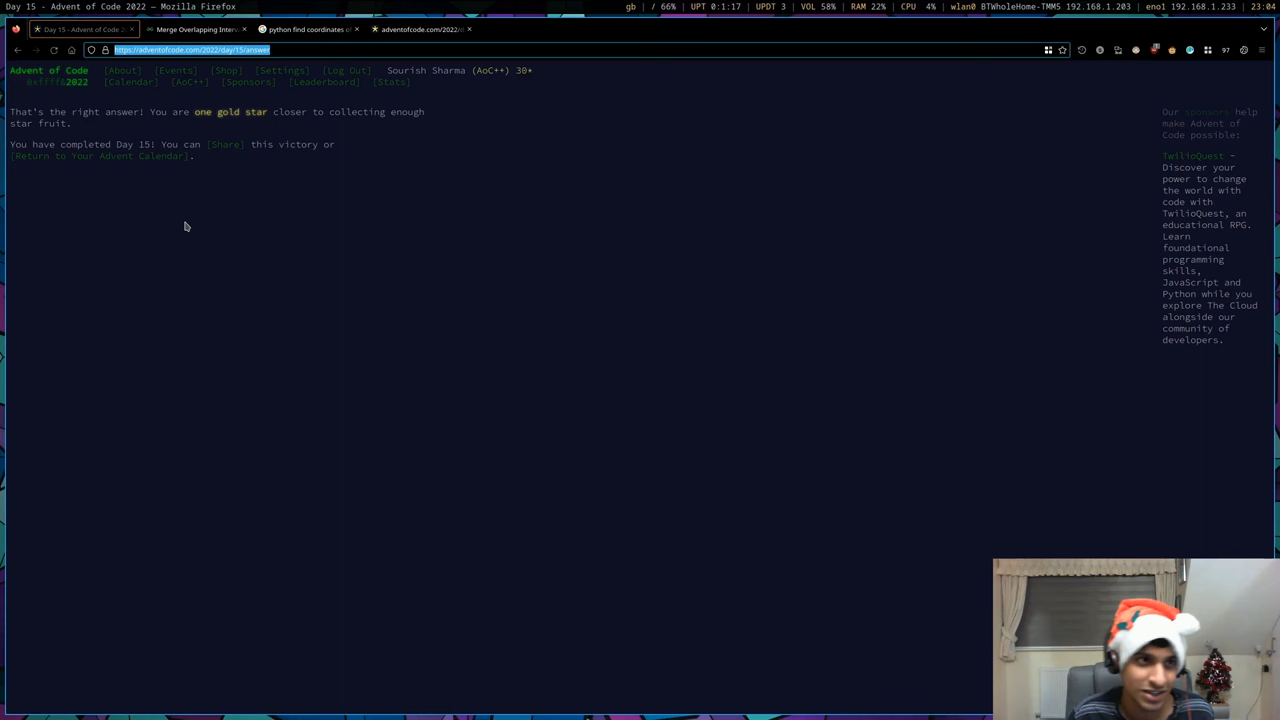 Day 15 - Advent of Code 2022 — Mozilla Firefox
gb | / 66% | UPT 0:1:17 | UPDT 3 | VOL 58% | RAM 22% | CPU 4% | wlan0 BTWholeHome-TMM5 192.168.1.203 | eno1 192.168.1.233 | 23:04
Day 15 - Advent of Code 2
Merge Overlapping Interv
python find coordinates o
adventofcode.com/2022/d
https://adventofcode.com/2022/day/15/answer
97
Advent of Code [About] [Events] [Shop] [Settings] [Log Out] Sourish Sharma (AoC++) 30*
0xffff&2022 [Calendar] [AoC++] [Sponsors] [Leaderboard] [Stats]
That's the right answer! You are one gold star closer to collecting enough
star fruit.
You have completed Day 15! You can [Share] this victory or
[Return to Your Advent Calendar].
Our sponsors help
make Advent of
Code possible:
TwilioQuest -
Discover your
power to change
the world with
code with
TwilioQuest, an
educational RPG.
Learn
foundational
programming
skills,
JavaScript and
Python while you
explore The Cloud
alongside our
community of
developers.